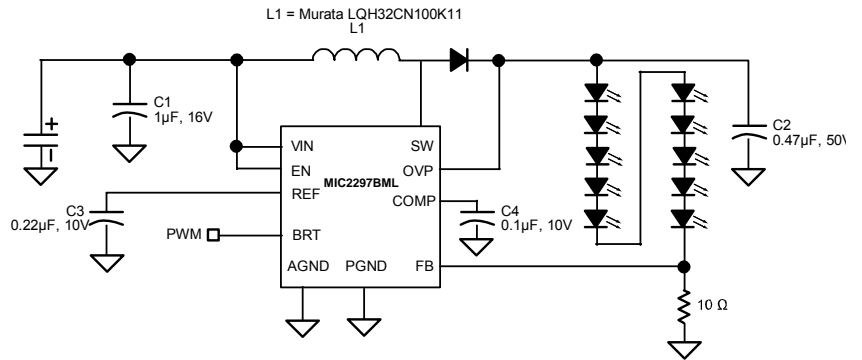 L1 = Murata LQH32CN100K11
L1
C1
1µF, 16V
+
-
VIN
EN
REF
BRT
AGND
PGND
MIC2297BML
SW
OVP
COMP
FB
C2
0.47µF, 50V
C3
0.22µF, 10V
C4
0.1µF, 10V
PWM
10 Ω